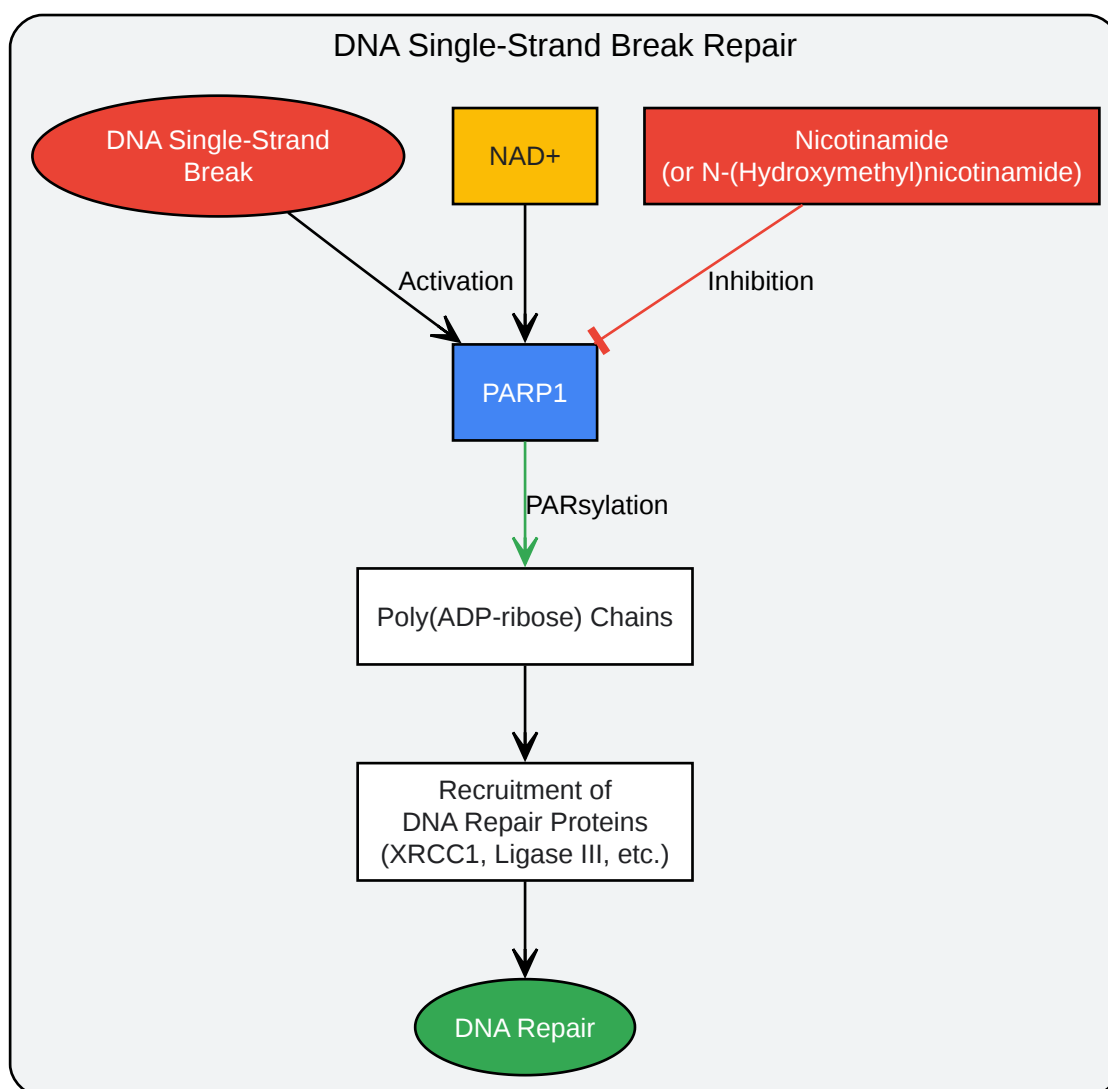 DNA Single-Strand Break Repair
DNA Single-Strand
Break
NAD+
Nicotinamide
(or N-(Hydroxymethyl)nicotinamide)
Activation
Inhibition
PARP1
PARsylation
Poly(ADP-ribose) Chains
Recruitment of
DNA Repair Proteins
(XRCC1, Ligase III, etc.)
DNA Repair